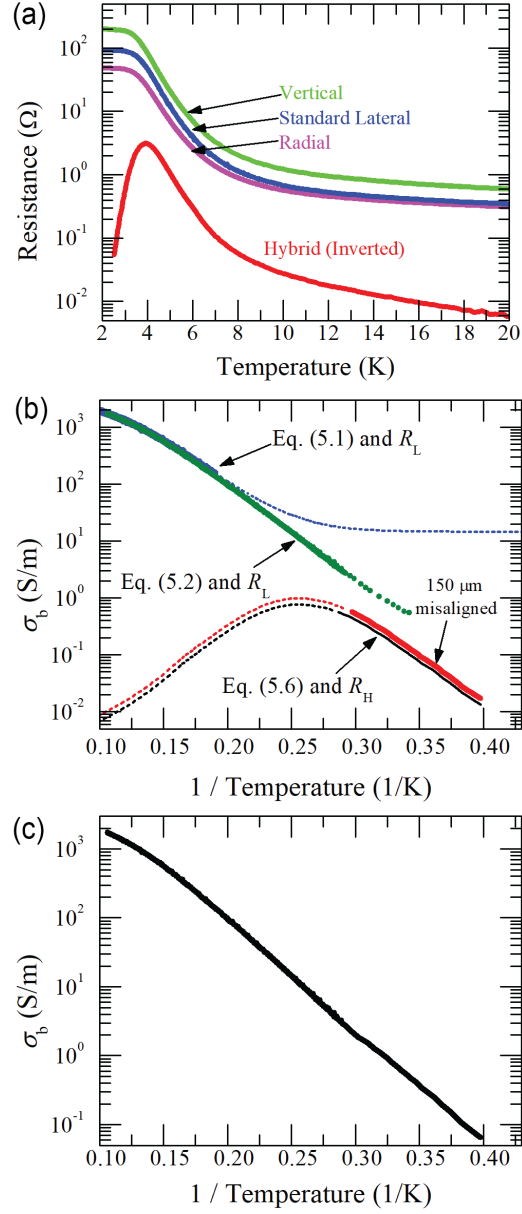 (a)
10²
10¹
10⁰
10⁻¹
10⁻²
Resistance (Ω)
Vertical
Standard Lateral
Radial
Hybrid (Inverted)
2 4 6 8 10 12 14 16 18 20
Temperature (K)
(b)
10³
10²
10¹
10⁰
10⁻¹
10⁻²
σb (S/m)
Eq. (5.1) and RL
Eq. (5.2) and RL
150 μm
misaligned
Eq. (5.6) and RH
0.10 0.15 0.20 0.25 0.30 0.35 0.40
1 / Temperature (1/K)
(c)
10³
10²
10¹
10⁰
10⁻¹
σb (S/m)
0.10 0.15 0.20 0.25 0.30 0.35 0.40
1 / Temperature (1/K)